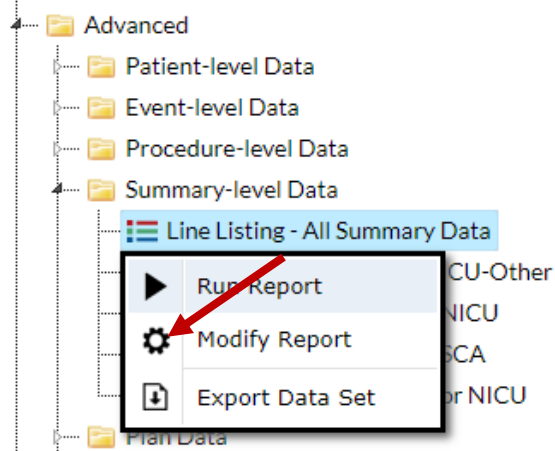 Advanced
Patient-level Data
Event-level Data
Procedure-level Data
Summary-level Data
Line Listing - All Summary Data
CU-Other
Run Report
NICU
Modify Report
SCA
Export Data Set
or NICU
Plan Data